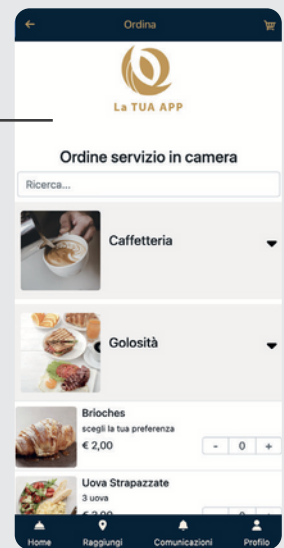 Ordina
La TUA APP
Ordine servizio in camera
Ricerca...
Caffetteria
Golosità
Brioches
scegli la tua preferenza
€ 2,00
- 0 +
Uova Strapazzate
3 uova
Home Raggiungi Comunicazioni Profilo